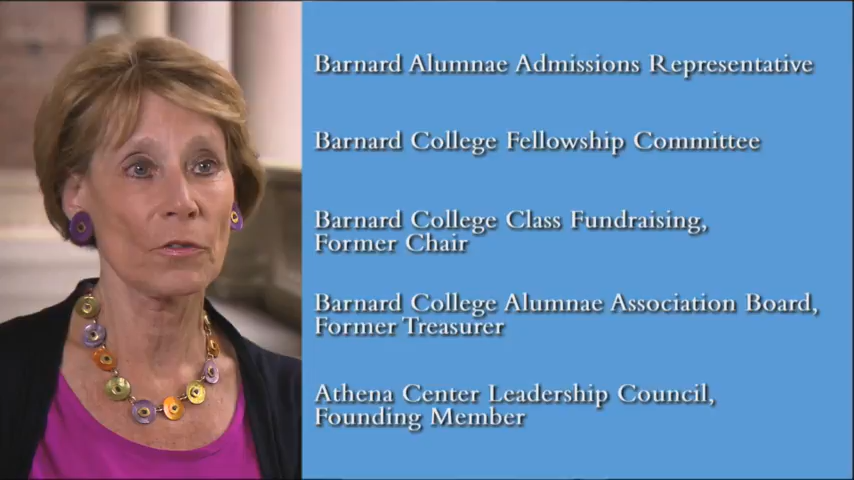 Barnard Alumnae Admissions Representative
Barnard College Fellowship Committee
Barnard College Class Fundraising,
Former Chair
Barnard College Alumnae Association Board,
Former Treasurer
Athena Center Leadership Council,
Founding Member